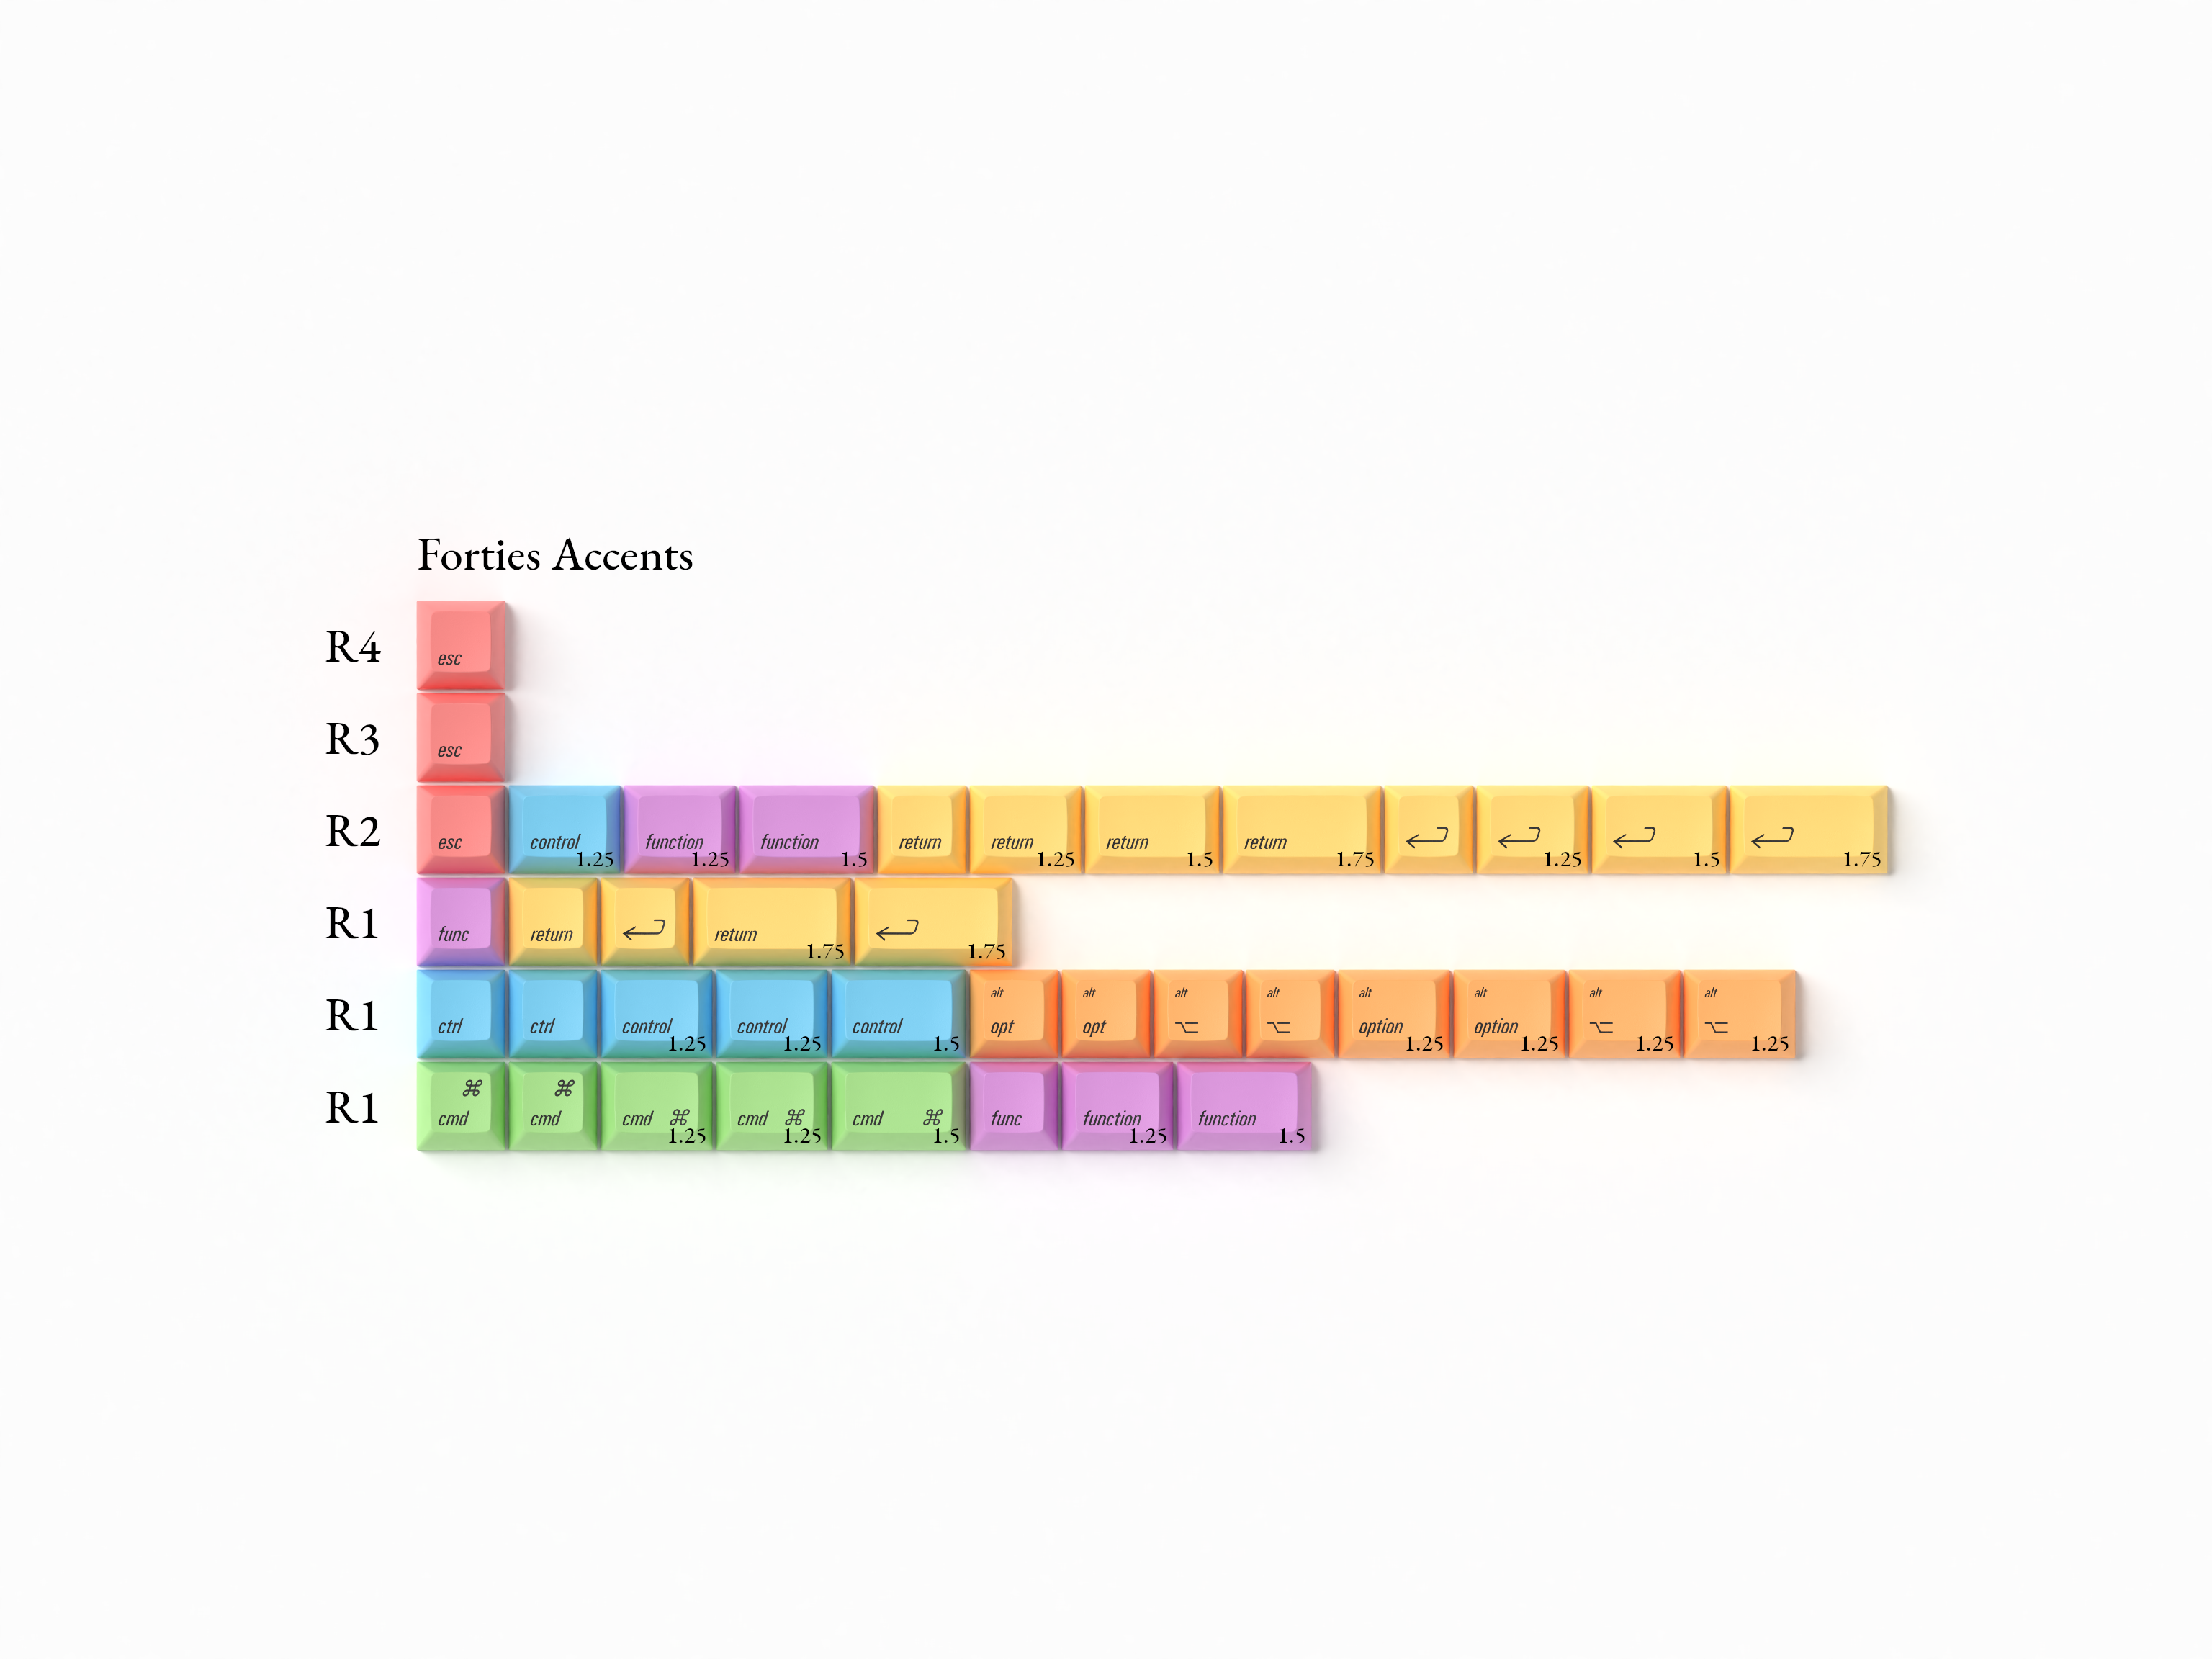 Forties Accents
R4 esc
R3 esc
R2 esc control 1.25 function 1.25 function 1.5 return return 1.25 return 1.5 return 1.75 1.25 1.5 1.75
R1 func return return 1.75 1.75
R1 ctrl ctrl control 1.25 control 1.25 control 1.5 alt opt alt opt alt ⌥ alt ⌥ alt option 1.25 alt option 1.25 alt ⌥ 1.25 alt ⌥ 1.25
R1 ⌘ cmd ⌘ cmd cmd ⌘ 1.25 cmd ⌘ 1.25 cmd ⌘ 1.5 func function 1.25 function 1.5